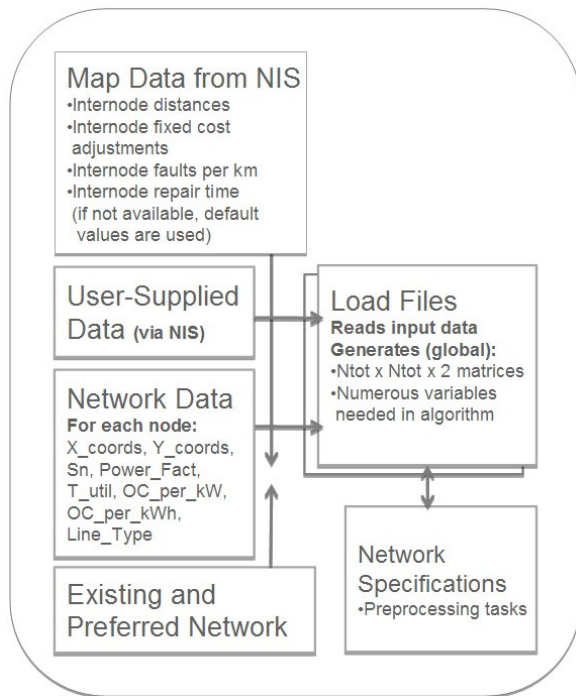 Map Data from NIS
•Internode distances
•Internode fixed cost
adjustments
•Internode faults per km
•Internode repair time
(if not available, default
values are used)
User-Supplied
Data (via NIS)
Network Data
For each node:
X_coords, Y_coords,
Sn, Power_Fact,
T_util, OC_per_kW,
OC_per_kWh,
Line_Type
Existing and
Preferred Network
Load Files
Reads input data
Generates (global):
•Ntot x Ntot x 2 matrices
•Numerous variables
needed in algorithm
Network
Specifications
•Preprocessing tasks